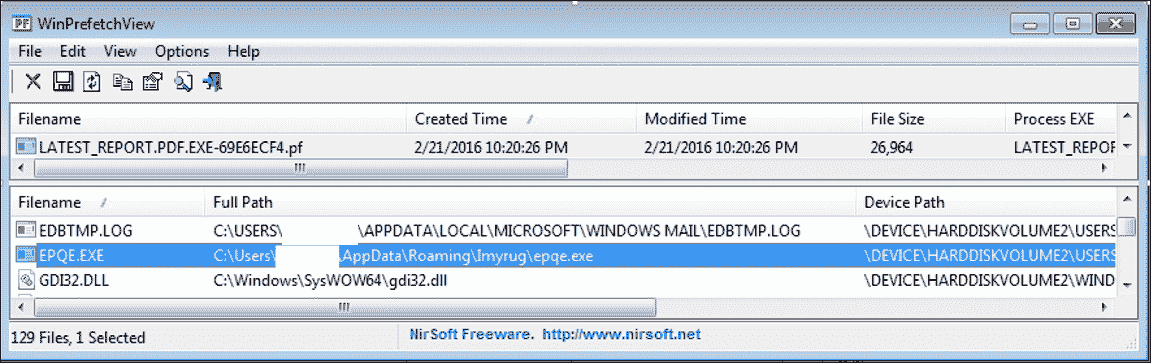 PF WinPrefetchView
File Edit View Options Help
Filename Created Time Modified Time File Size Process EXE
LATEST_REPORT.PDF.EXE-69E6ECF4.pf 2/21/2016 10:20:26 PM 2/21/2016 10:20:26 PM 26,964 LATEST_REPOR
Filename Full Path Device Path
EDBTMP.LOG C:\USERS\ \APPDATA\LOCAL\MICROSOFT\WINDOWS MAIL\EDBTMP.LOG \DEVICE\HARDDISKVOLUME2\USERS
EPQE.EXE C:\Users\ \AppData\Roaming\Imyrug\epqe.exe \DEVICE\HARDDISKVOLUME2\USERS
GDI32.DLL C:\Windows\SysWOW64\gdi32.dll \DEVICE\HARDDISKVOLUME2\WIND
129 Files, 1 Selected NirSoft Freeware. http://www.nirsoft.net